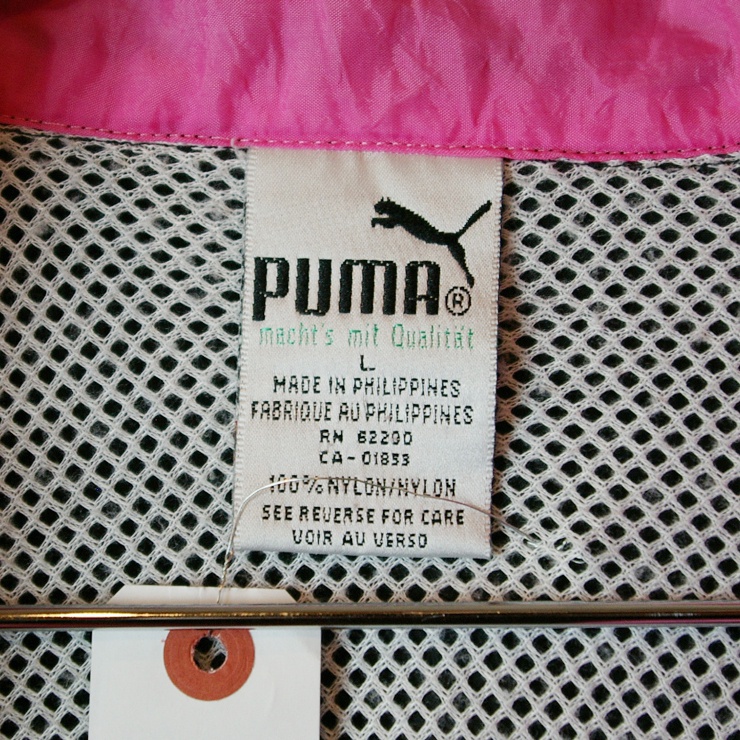 PUMA®
macht's mit Qualität
L
MADE IN PHILIPPINES
FABRIQUE AU PHILIPPINES
RN 62200
CA-01853
100% NYLON/NYLON
SEE REVERSE FOR CARE
VOIR AU VERSO